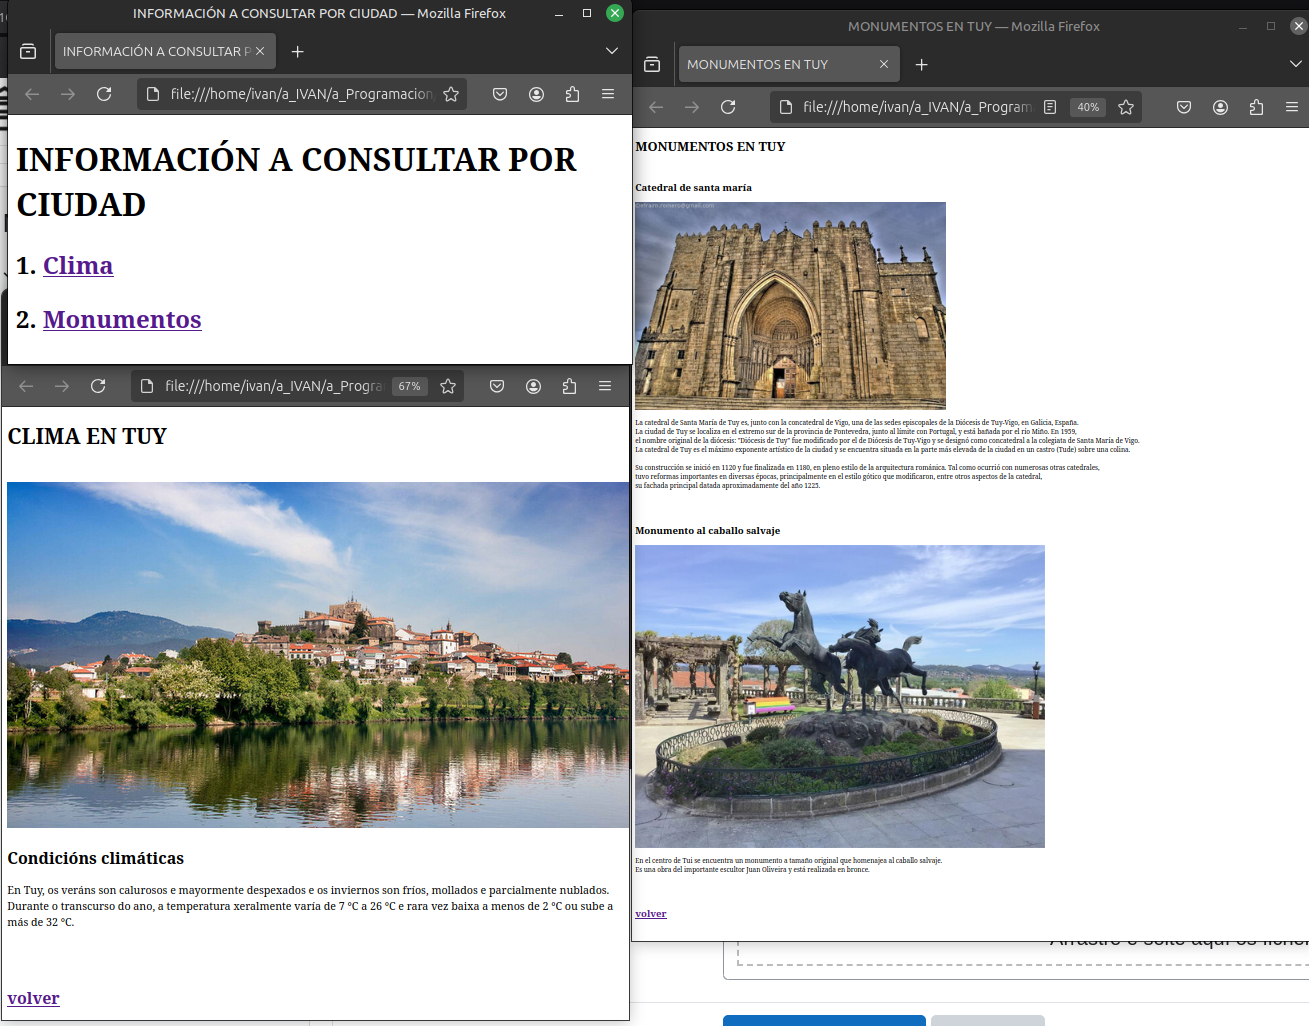 INFORMACIÓN A CONSULTAR POR CIUDAD — Mozilla Firefox
INFORMACIÓN A CONSULTAR P
file:///home/ivan/a_IVAN/a_Programacion
INFORMACIÓN A CONSULTAR POR
CIUDAD
1. Clima
2. Monumentos
file:///home/ivan/a_IVAN/a_Progra
67%
CLIMA EN TUY
Condicións climáticas
En Tuy, os veráns son calurosos e mayormente despexados e os inviernos son fríos, mollados e parcialmente nublados.
Durante o transcurso do ano, a temperatura xeralmente varía de 7 °C a 26 °C e rara vez baixa a menos de 2 °C ou sube a
más de 32 °C.
volver
MONUMENTOS EN TUY — Mozilla Firefox
MONUMENTOS EN TUY
file:///home/ivan/a_IVAN/a_Program
40%
MONUMENTOS EN TUY
Catedral de santa maría
La catedral de Santa María de Tuy es, junto con la concatedral de Vigo, una de las sedes episcopales de la Diócesis de Tuy-Vigo, en Galicia, España.
La ciudad de Tuy se localiza en el extremo sur de la provincia de Pontevedra, junto al límite con Portugal, y está bañada por el río Miño. En 1959,
el nombre original de la diócesis: "Diócesis de Tuy" fue modificado por el de Diócesis de Tuy-Vigo y se designó como concatedral a la colegiata de Santa María de Vigo.
La catedral de Tuy es el máximo exponente artístico de la ciudad y se encuentra situada en la parte más elevada de la ciudad en un castro (Tude) sobre una colina.
Su construcción se inició en 1120 y fue finalizada en 1180, en pleno estilo de la arquitectura románica. Tal como ocurrió con numerosas otras catedrales,
tuvo reformas importantes en diversas épocas, principalmente en el estilo gótico que modificaron, entre otros aspectos de la catedral,
su fachada principal datada aproximadamente del año 1225.
Monumento al caballo salvaje
En el centro de Tui se encuentra un monumento a tamaño original que homenajea al caballo salvaje.
Es una obra del importante escultor Juan Oliveira y está realizada en bronce.
volver